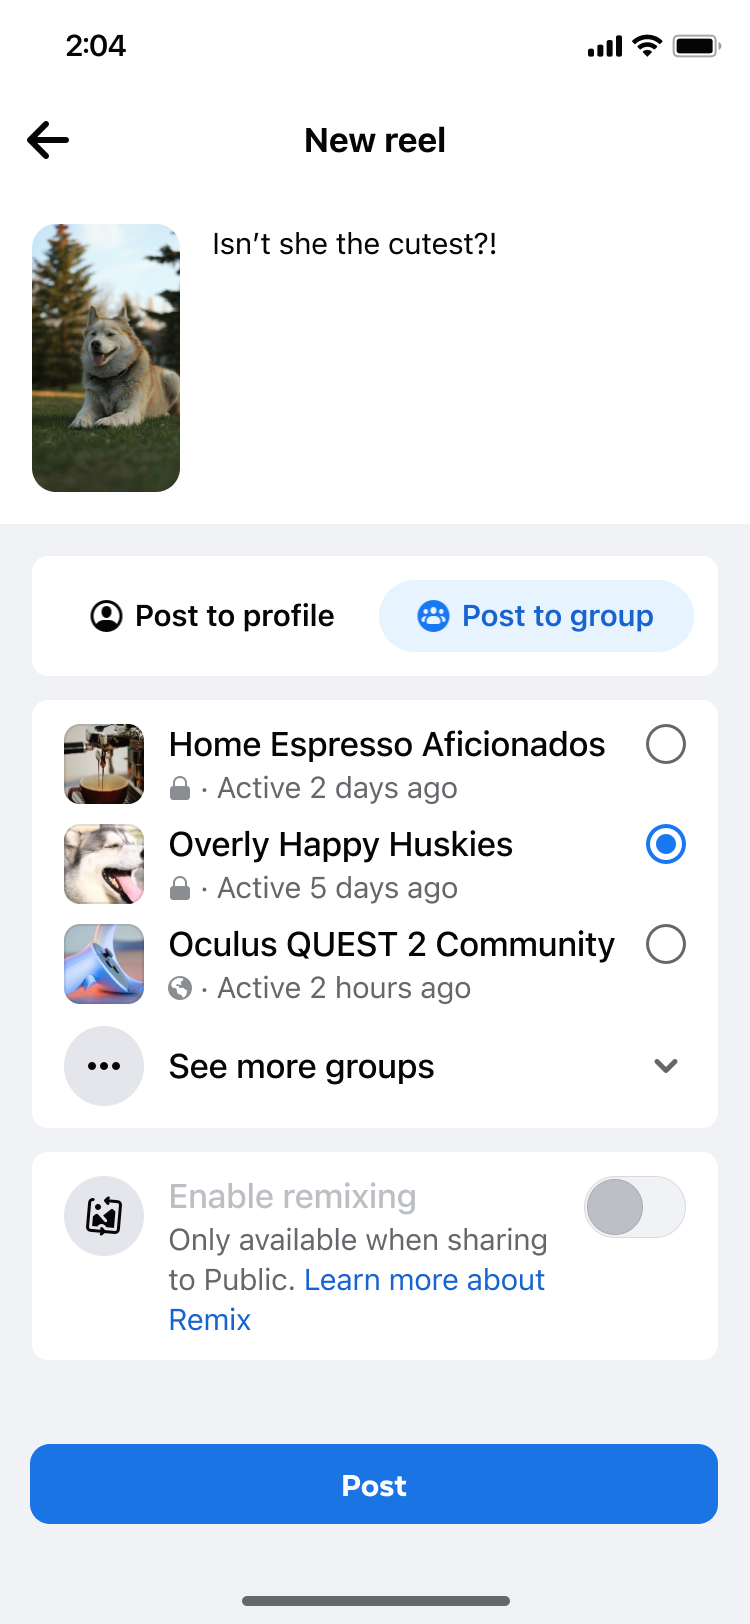 2:04
New reel
Isn't she the cutest?!
Post to profile
Post to group
Home Espresso Aficionados
· Active 2 days ago
Overly Happy Huskies
· Active 5 days ago
Oculus QUEST 2 Community
· Active 2 hours ago
See more groups
Enable remixing
Only available when sharing
to Public. Learn more about
Remix
Post